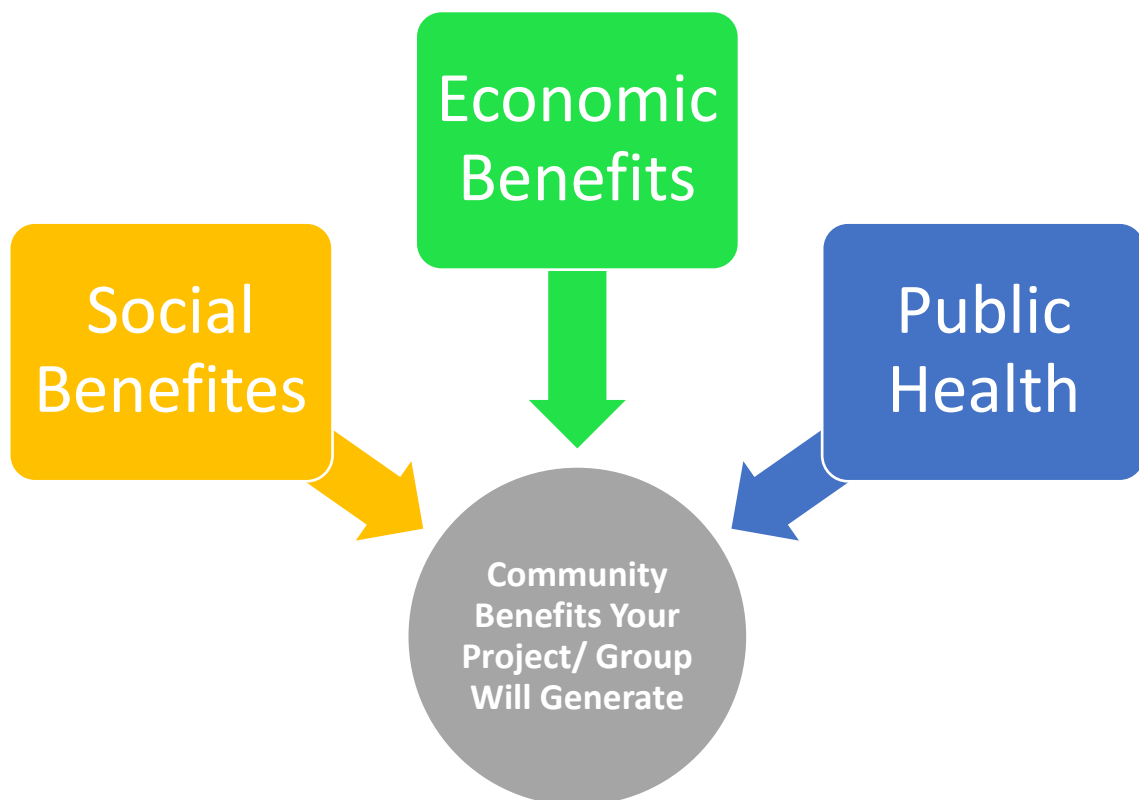 Economic
Benefits
Social
Benefites
Public
Health
Community
Benefits Your
Project/ Group
Will Generate